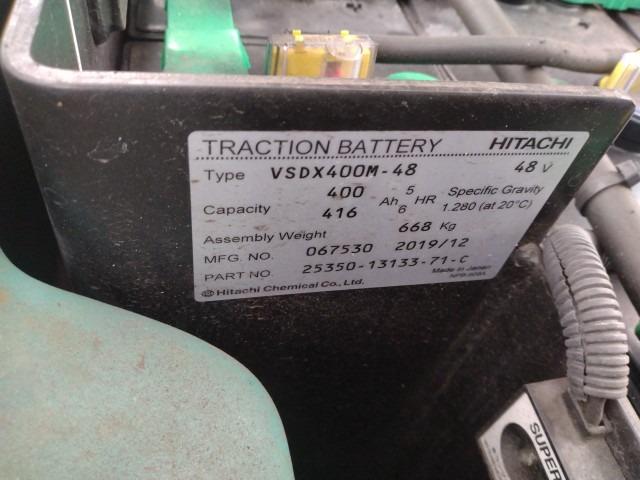 TRACTION BATTERY HITACHI
Type VSDX400M-48 48 V
Capacity 400 Ah 5 HR Specific Gravity
416 6 1.280 (at 20°C)
Assembly Weight 668 Kg
MFG. NO. 067530 2019/12
PART NO. 25350-13133-71-C Made in Japan
Hitachi Chemical Co., Ltd.
SUPER